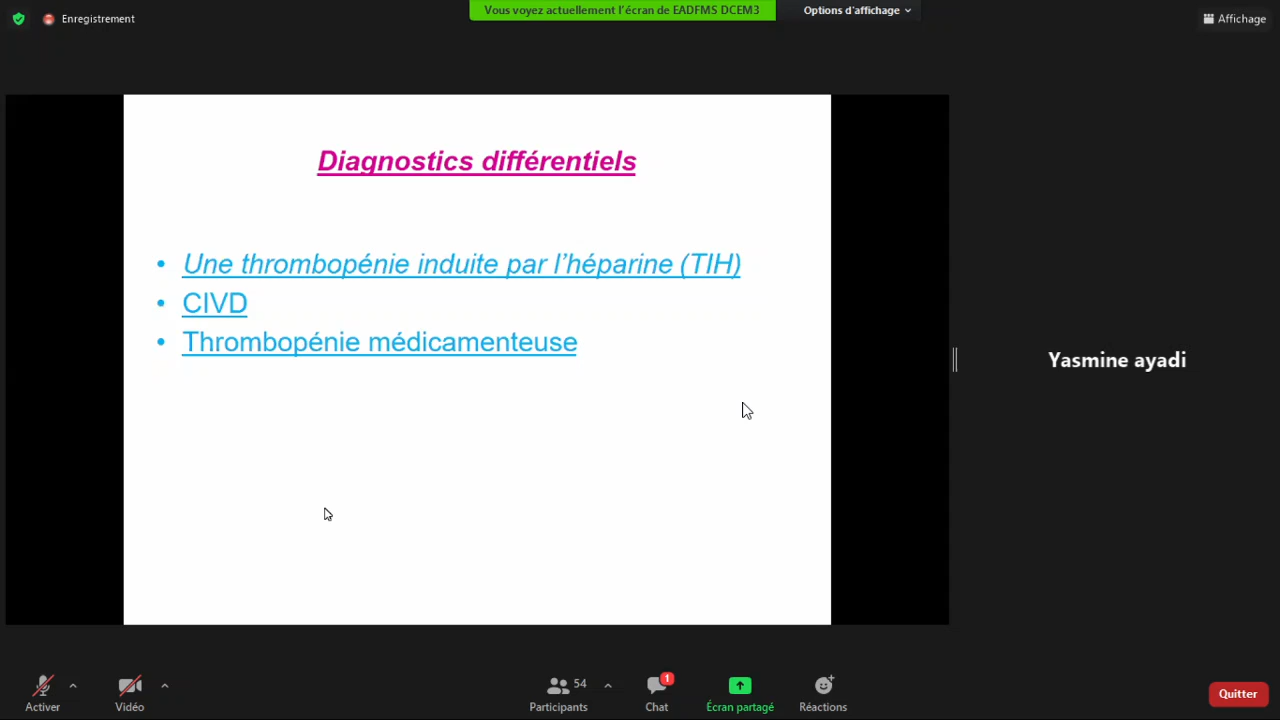 Enregistrement
Vous voyez actuellement l'écran de EADFMS DCEM3
Options d'affichage
Affichage
Diagnostics différentiels
• Une thrombopénie induite par l’héparine (TIH)
• CIVD
• Thrombopénie médicamenteuse
Yasmine ayadi
Activer
Vidéo
54
Participants
1
Chat
Écran partagé
Réactions
Quitter